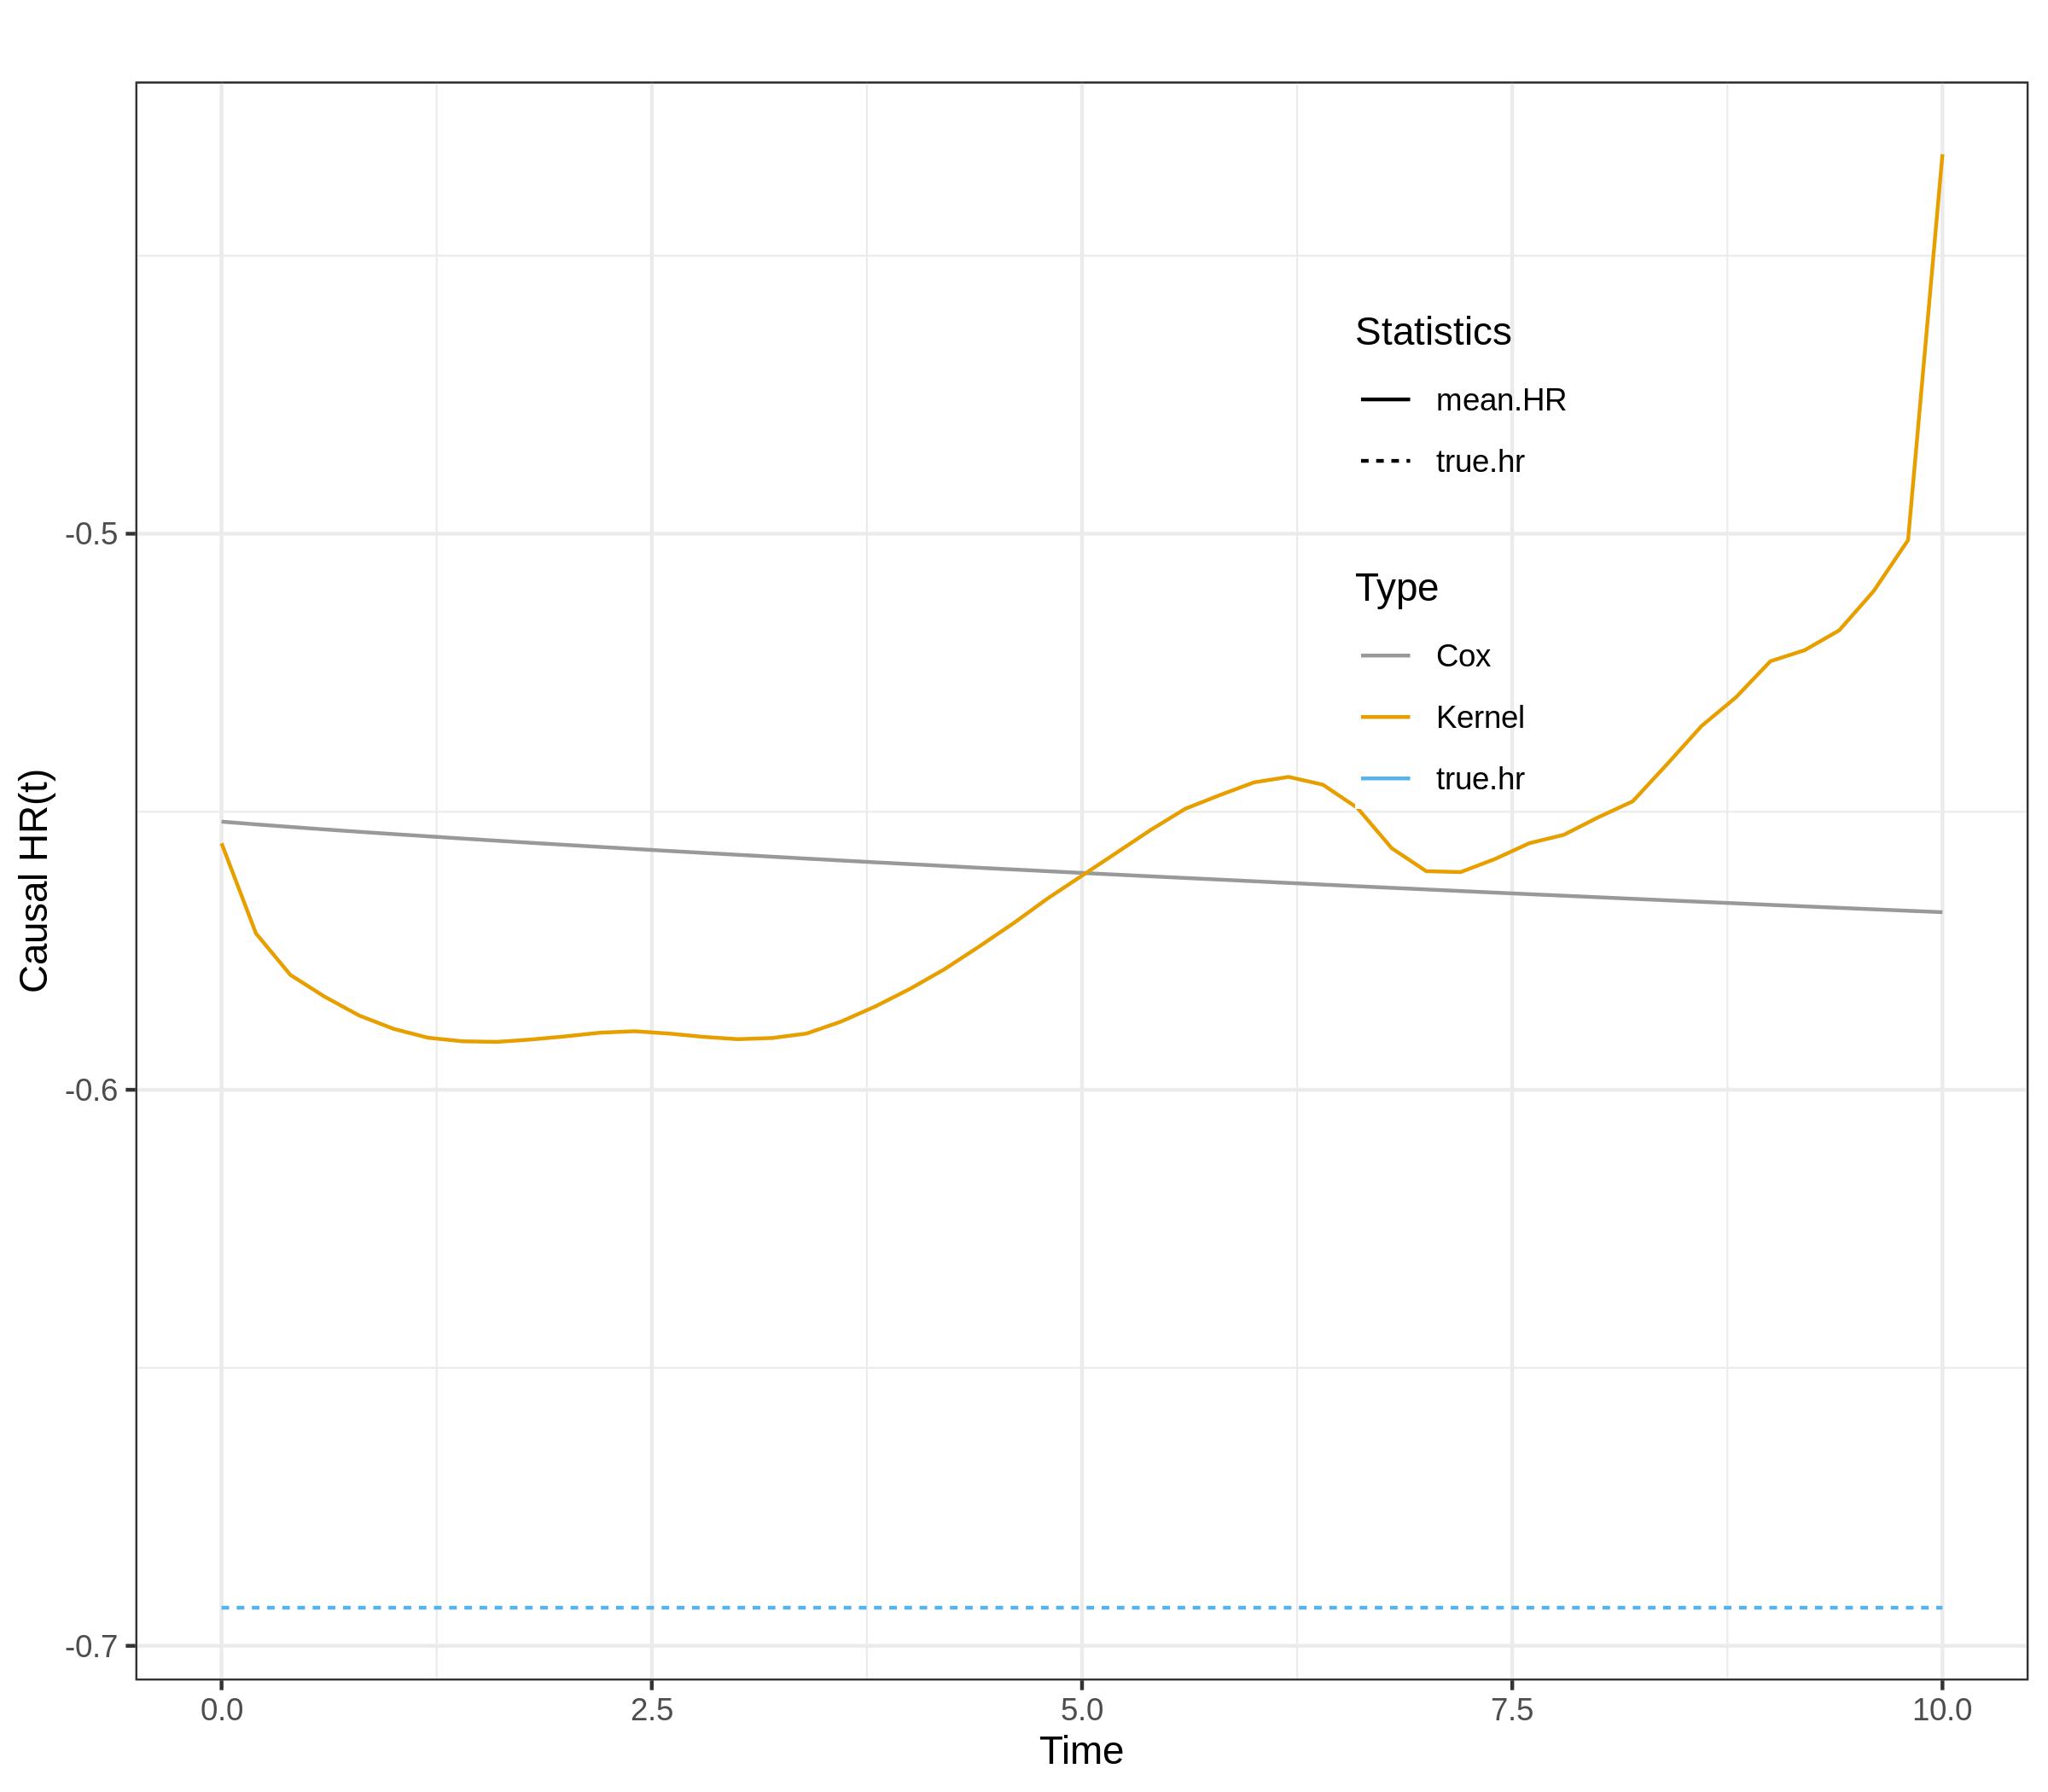 Statistics
mean.HR
true.hr
Type
Cox
Kernel
true.hr
Causal HR(t)
-0.5
-0.6
-0.7
0.0 2.5 5.0 7.5 10.0
Time